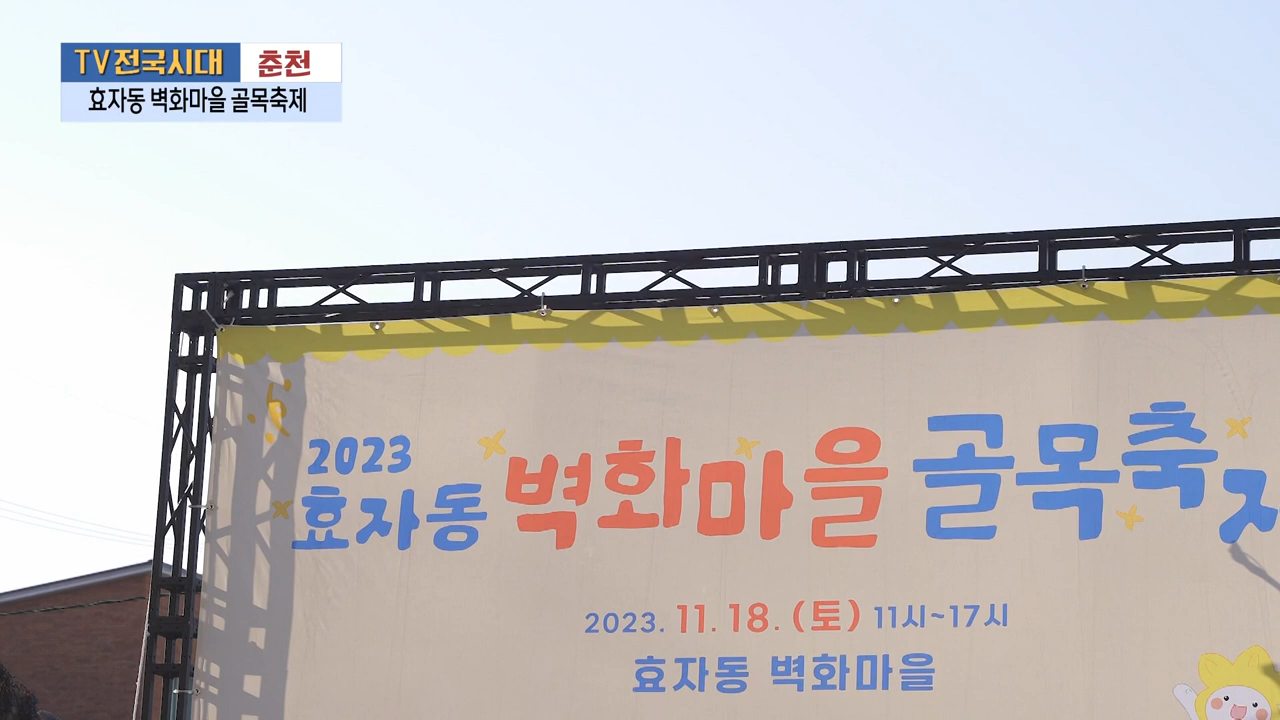 TV전국시대 춘천
효자동 벽화마을 골목축제
2023
효자동 벽화마을 골목축
2023. 11. 18. (토) 11시~17시
효자동 벽화마을